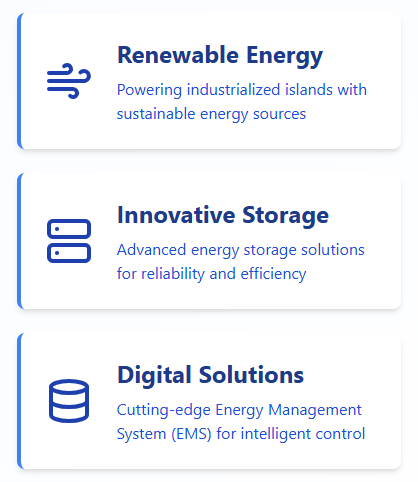 Renewable Energy
Powering industrialized islands with
sustainable energy sources
Innovative Storage
Advanced energy storage solutions
for reliability and efficiency
Digital Solutions
Cutting-edge Energy Management
System (EMS) for intelligent control